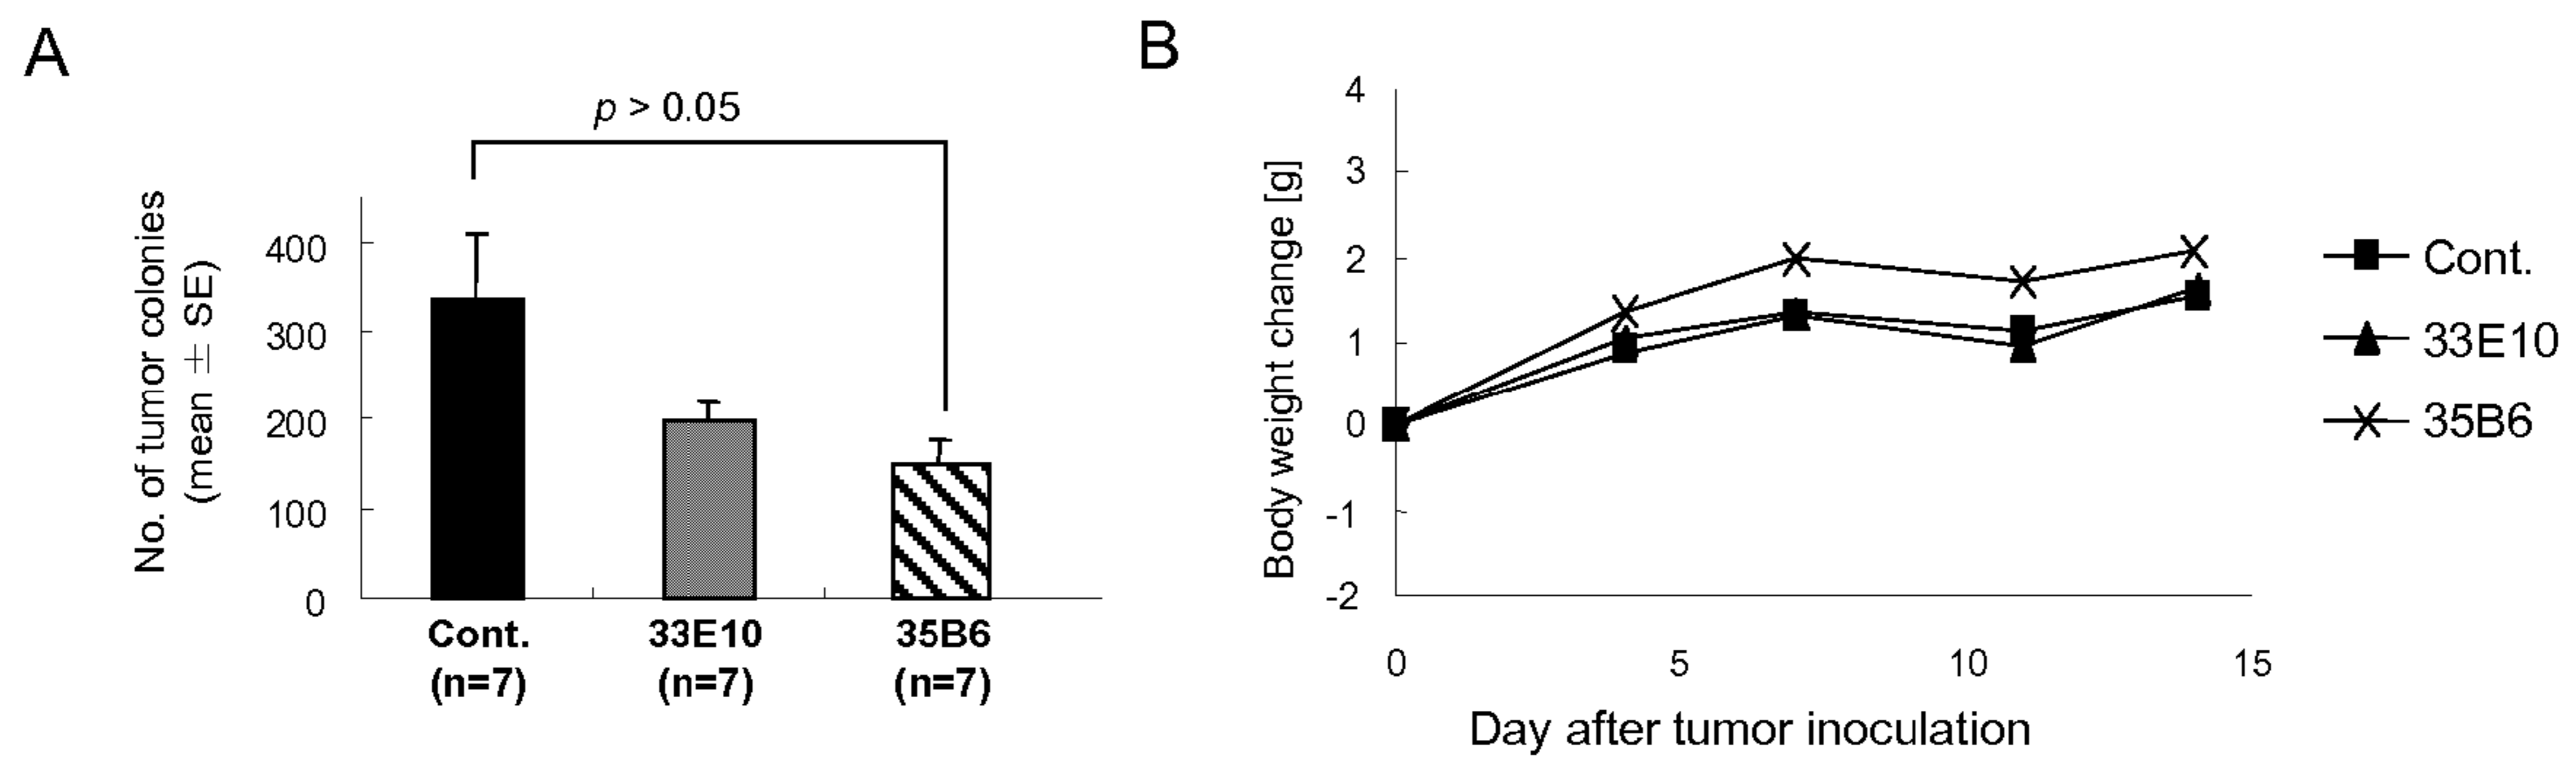 A
p > 0.05
No. of tumor colonies
(mean ± SE)
400
300
200
100
0
Cont.
(n=7)
33E10
(n=7)
35B6
(n=7)
B
Body weight change [g]
4
3
2
1
0
-1
-2
0
5
10
15
Day after tumor inoculation
Cont.
33E10
35B6